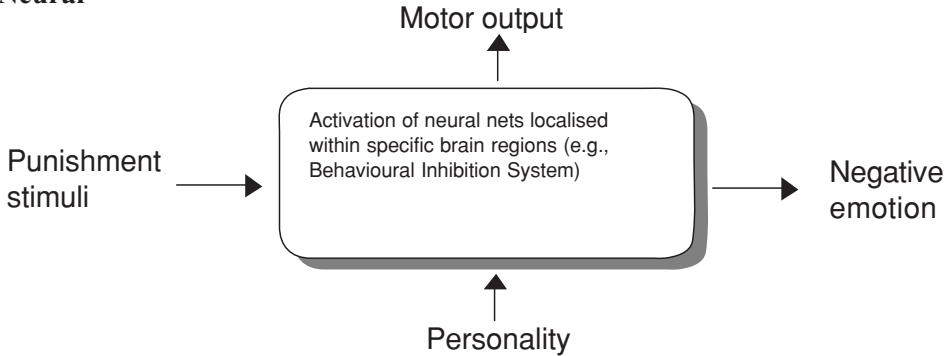 Neural
Motor output
Activation of neural nets localised
within specific brain regions (e.g.,
Behavioural Inhibition System)
Punishment
stimuli
Negative
emotion
Personality